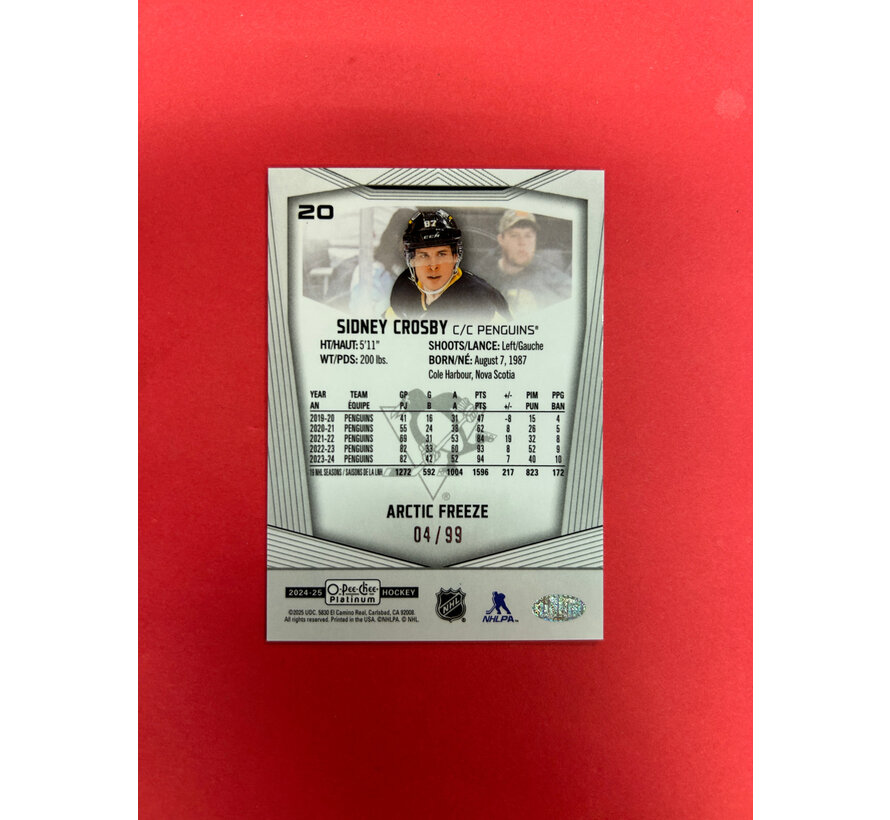 20
87
CCM
SIDNEY CROSBY C/C PENGUINS®
HT/HAUT: 5'11" SHOOTS/LANCE: Left/Gauche
WT/PDS: 200 lbs. BORN/NÉ: August 7, 1987
Cole Harbour, Nova Scotia
YEAR TEAM GP G A PTS +/- PIM PPG
AN ÉQUIPE PJ B A PTS +/- PUN BAN
2019-20 PENGUINS 41 16 31 47 -8 15 4
2020-21 PENGUINS 55 24 38 62 8 26 5
2021-22 PENGUINS 69 31 53 84 19 32 8
2022-23 PENGUINS 82 33 60 93 8 52 9
2023-24 PENGUINS 82 42 52 94 7 40 10
19 NHL SEASONS / SAISONS DE LA LNH 1272 592 1004 1596 217 823 172
®
ARCTIC FREEZE
04/99
2024-25 O-Pee-Chee Platinum HOCKEY
NHL
NHLPA™
©2025 UDC. 5830 El Camino Real, Carlsbad, CA 92008.
All rights reserved. Printed in the USA. ©NHLPA. © NHL.